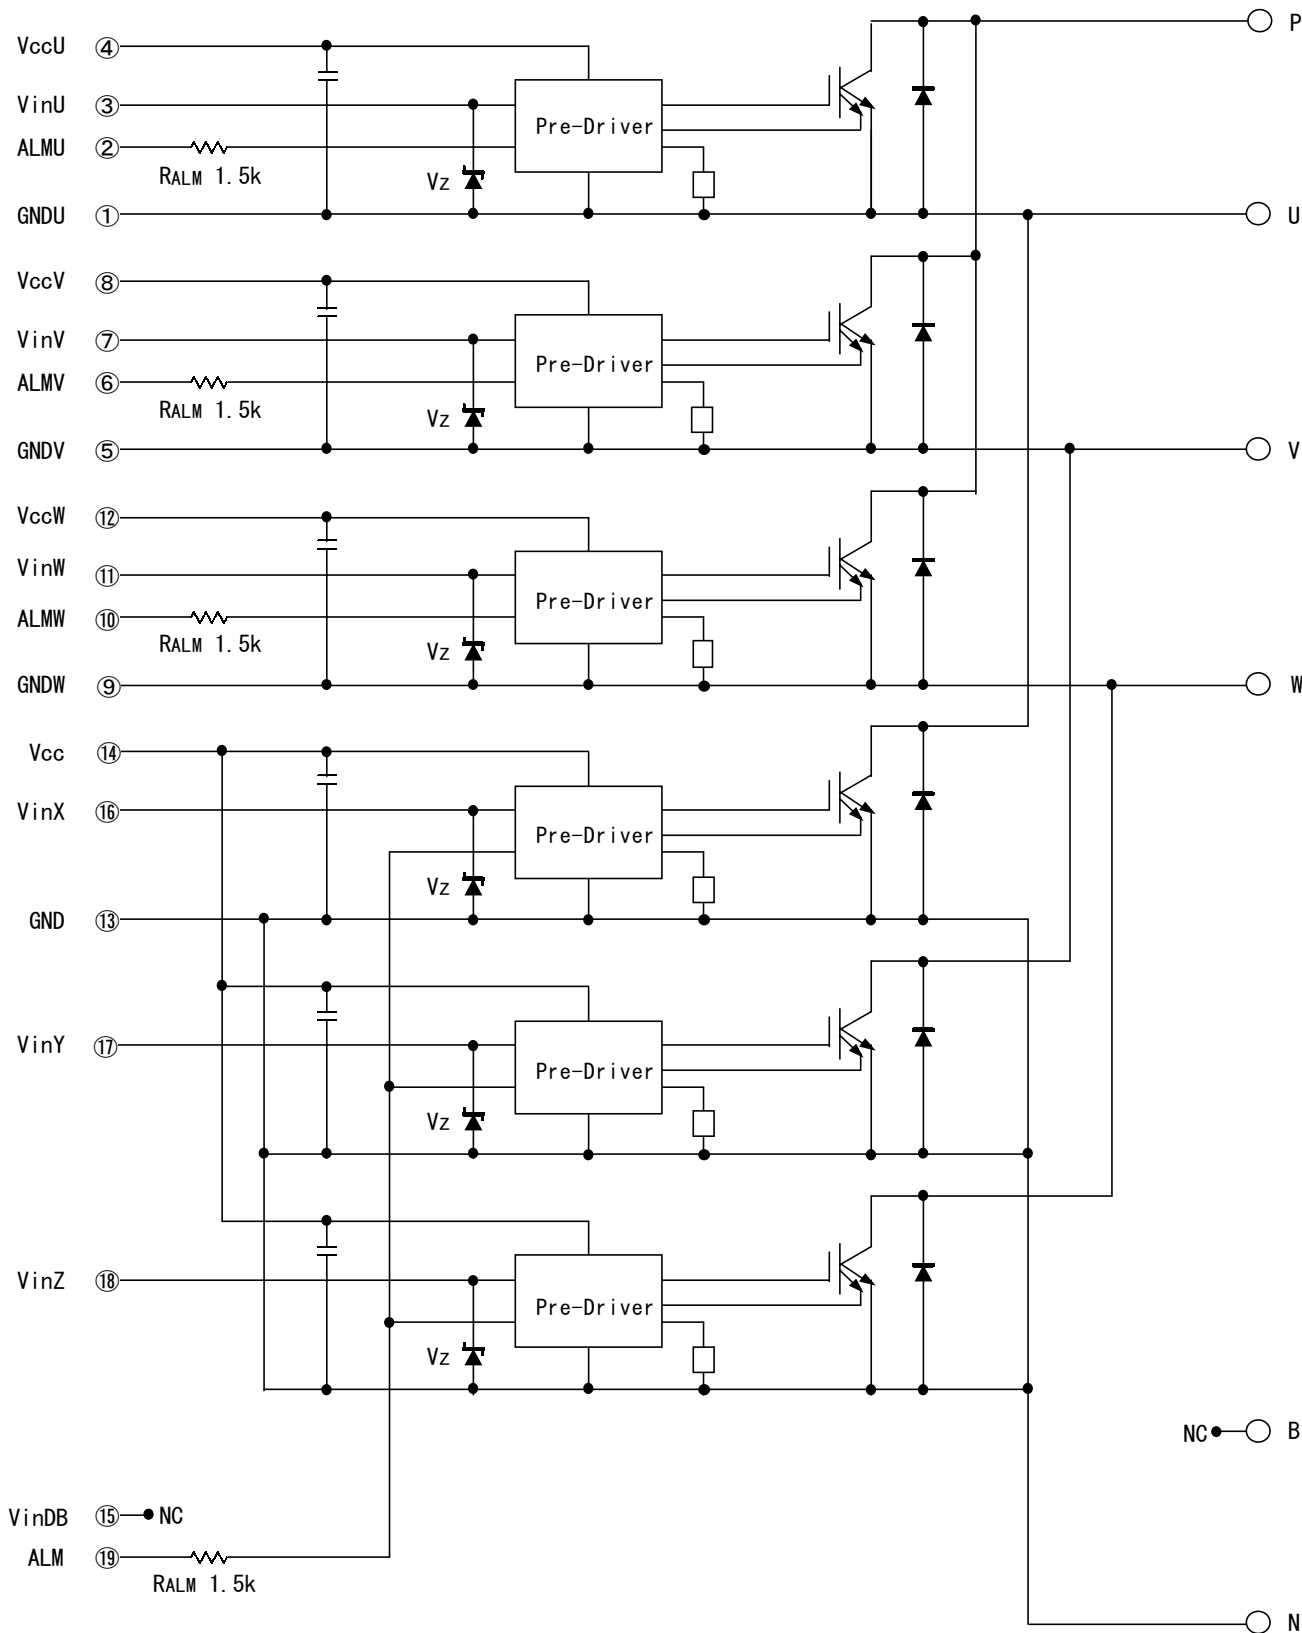 P
VccU ④
VinU ③
Pre-Driver
ALMU ②
RALM 1.5k
Vz
GNDU ①
U
VccV ⑧
VinV ⑦
Pre-Driver
ALMV ⑥
RALM 1.5k
Vz
GNDV ⑤
V
VccW ⑫
VinW ⑪
Pre-Driver
ALMW ⑩
RALM 1.5k
Vz
GNDW ⑨
W
Vcc ⑭
VinX ⑯
Pre-Driver
Vz
GND ⑬
VinY ⑰
Pre-Driver
Vz
VinZ ⑱
Pre-Driver
Vz
NC B
VinDB ⑮ NC
ALM ⑲
RALM 1.5k
N